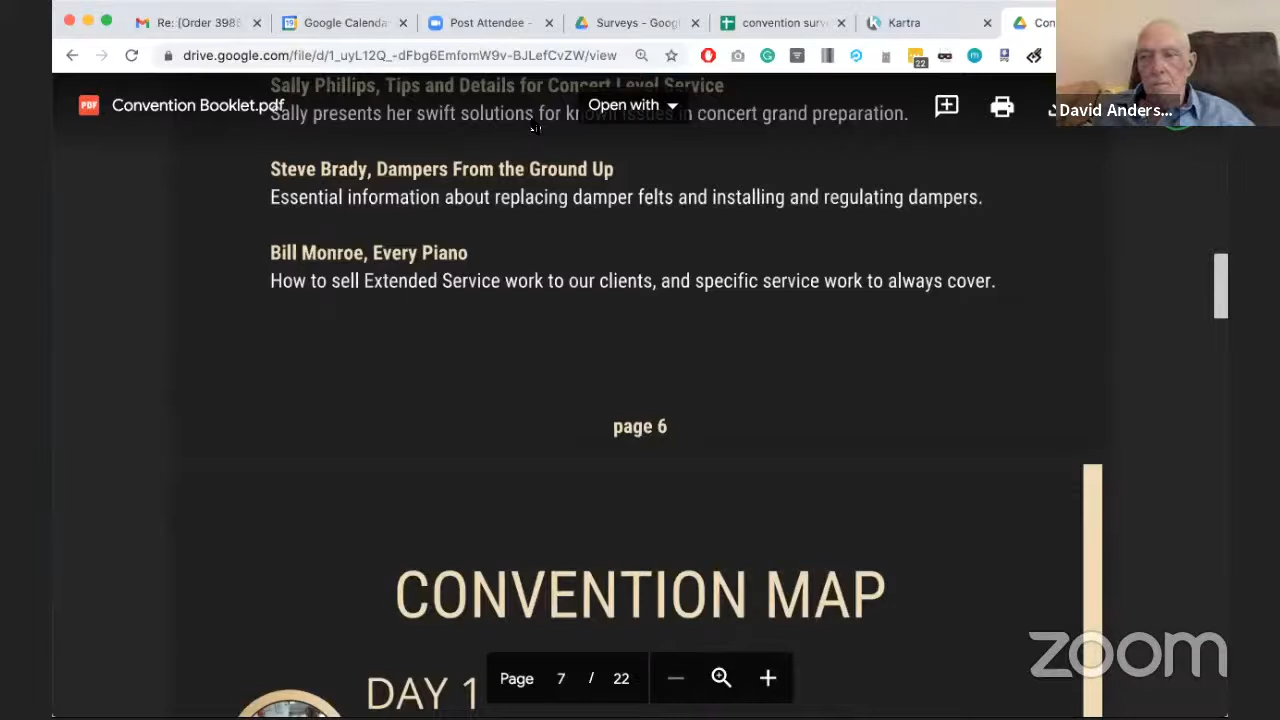 Re: (Order 398
Google Calenda
Post Attendee -
Surveys - Goog
convention surv
Kartra
Con
drive.google.com/file/d/1_uyL12Q_-dFbg6EmfomW9v-BJLefCvZW/view
22
David Anders...
PDF
Convention Booklet.pdf
Open with
Sally Phillips, Tips and Details for Concert Level Service
Sally presents her swift solutions for known issues in concert grand preparation.
Steve Brady, Dampers From the Ground Up
Essential information about replacing damper felts and installing and regulating dampers.
Bill Monroe, Every Piano
How to sell Extended Service work to our clients, and specific service work to always cover.
page 6
CONVENTION MAP
DAY 1
Page 7 / 22
zoom